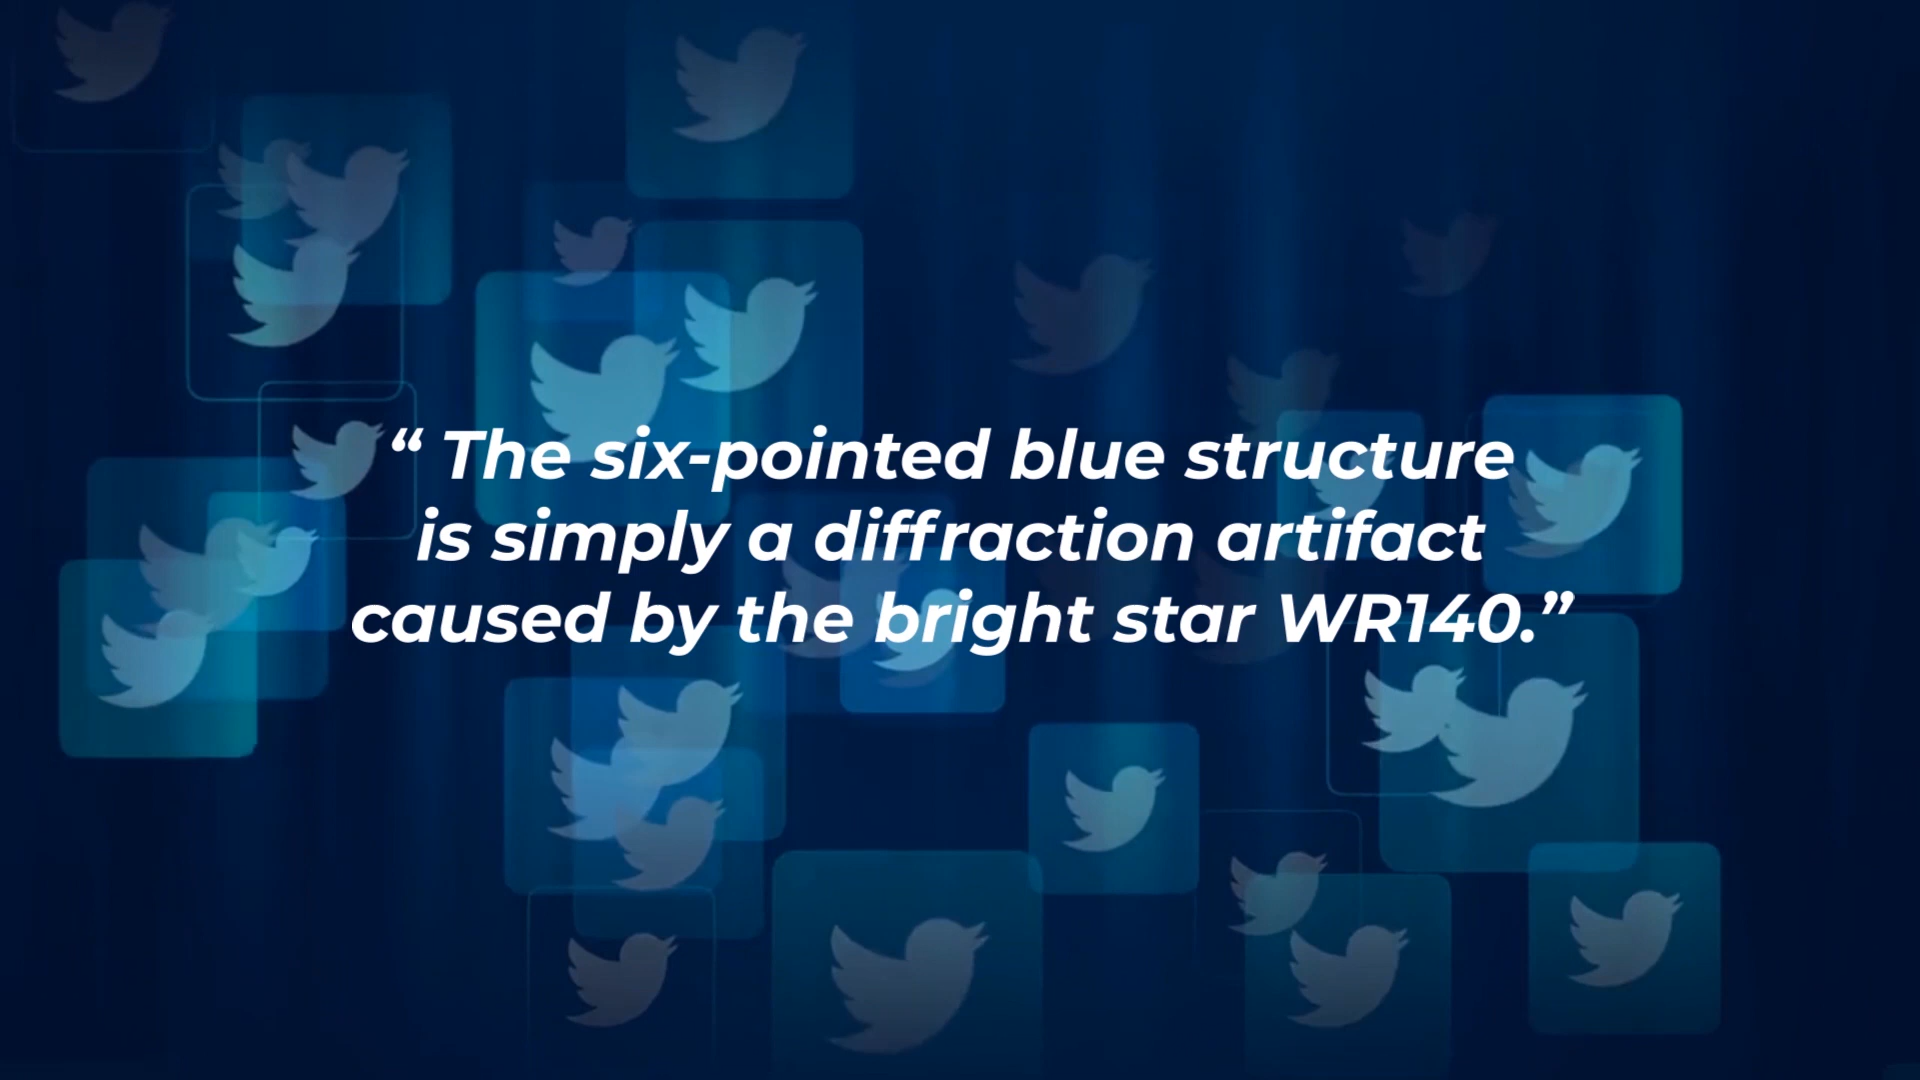 “ The six-pointed blue structure
is simply a diffraction artifact
caused by the bright star WR140.”